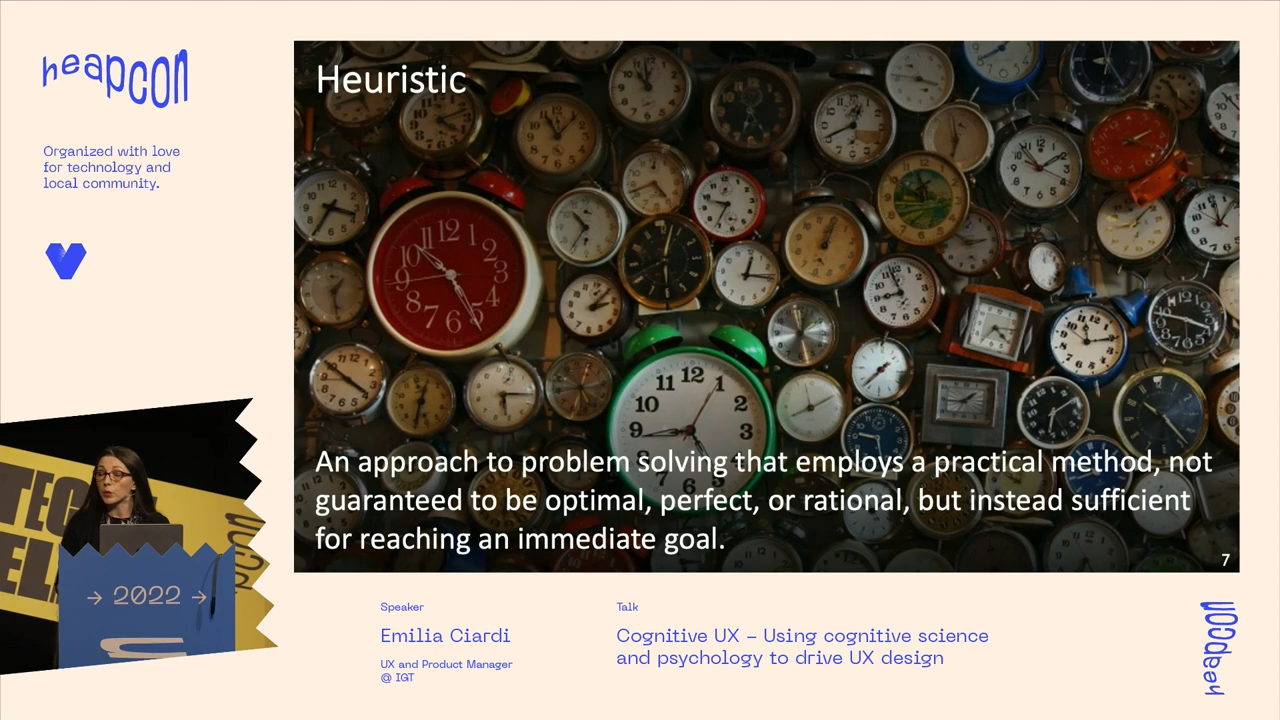 heapcon
Organized with love
for technology and
local community.
Heuristic
An approach to problem solving that employs a practical method, not
guaranteed to be optimal, perfect, or rational, but instead sufficient
for reaching an immediate goal.
7
→ 2022 →
Speaker
Emilia Ciardi
UX and Product Manager
@ IGT
Talk
Cognitive UX – Using cognitive science
and psychology to drive UX design
heapcon